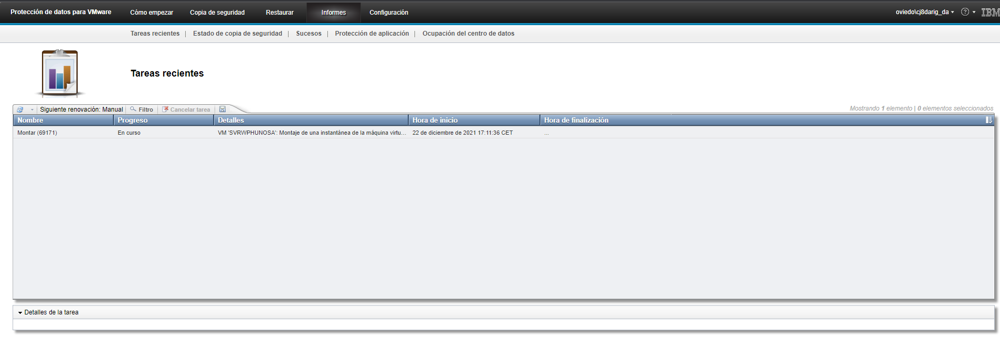 Protección de datos para VMware Cómo empezar Copia de seguridad Restaurar Informes Configuración oviedo\cj8darig_da ? IBM
Tareas recientes | Estado de copia de seguridad | Sucesos | Protección de aplicación | Ocupación del centro de datos
Tareas recientes
Siguiente renovación: Manual Filtro Cancelar tarea Mostrando 1 elemento | 0 elementos seleccionados
Nombre Progreso Detalles Hora de inicio Hora de finalización
Montar (69171) En curso VM 'SVRWPHUNOSA': Montaje de una instantánea de la máquina virtu... 22 de diciembre de 2021 17:11:36 CET ...
Detalles de la tarea